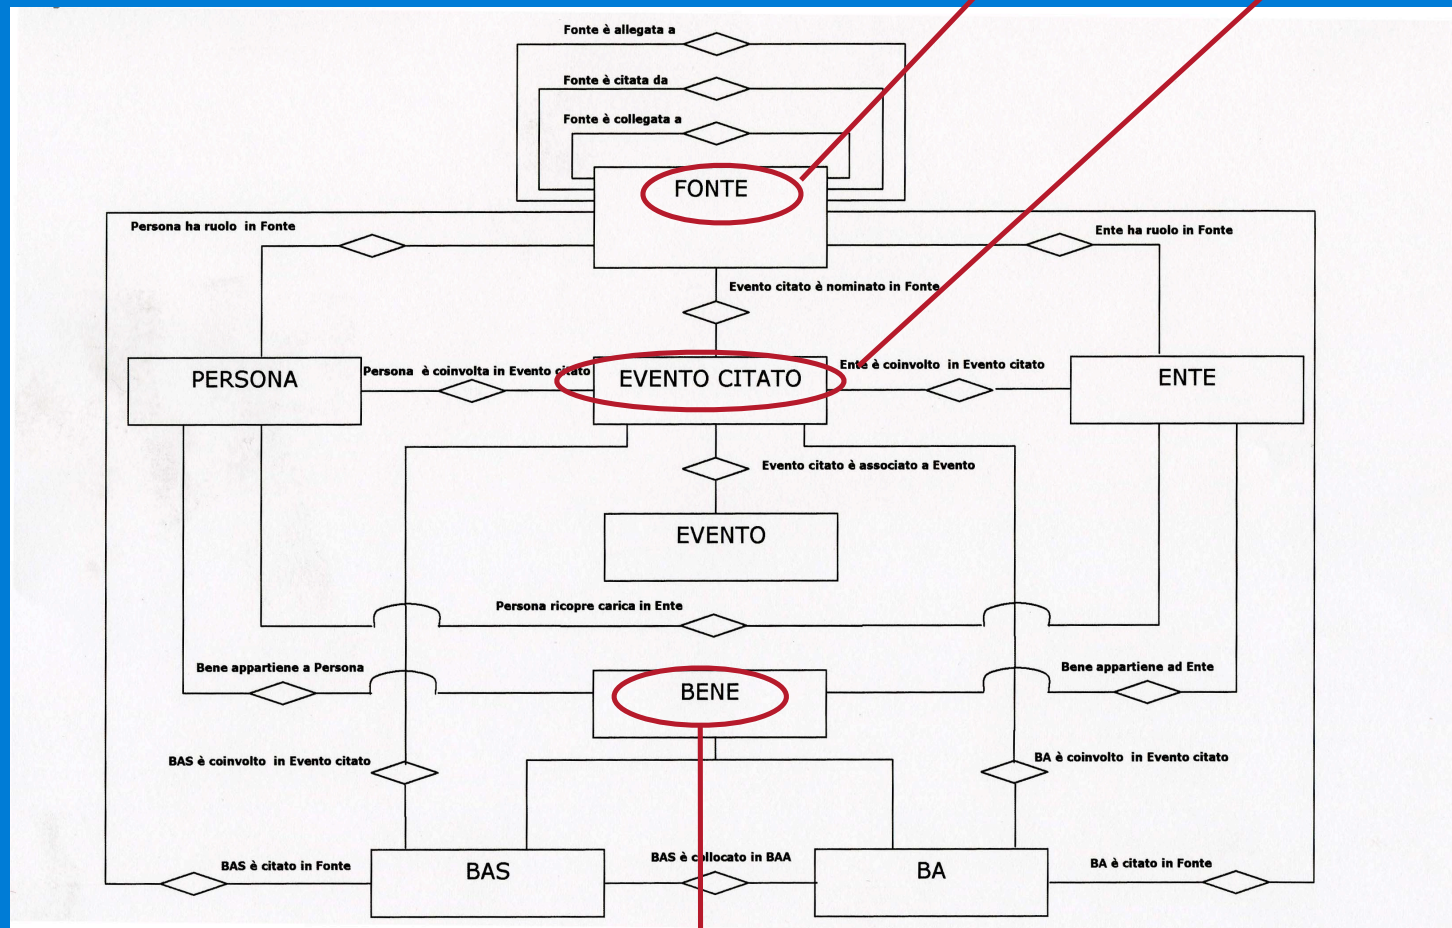 Fonte è allegata a
Fonte è citata da
Fonte è collegata a
FONTE
Persona ha ruolo in Fonte
Ente ha ruolo in Fonte
Evento citato è nominato in Fonte
PERSONA
Persona è coinvolta in Evento citato
EVENTO CITATO
Ente è coinvolto in Evento citato
ENTE
Evento citato è associato a Evento
EVENTO
Persona ricopre carica in Ente
Bene appartiene a Persona
BENE
Bene appartiene ad Ente
BAS è coinvolto in Evento citato
BA è coinvolto in Evento citato
BAS è citato in Fonte
BAS
BAS è collocato in BAA
BA
BA è citato in Fonte